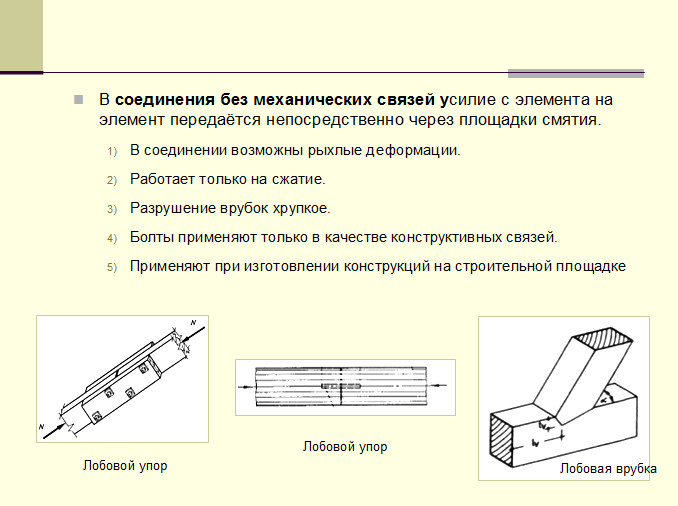 В соединения без механических связей усилие с элемента на
элемент передаётся непосредственно через площадки смятия.
1) В соединении возможны рыхлые деформации.
2) Работает только на сжатие.
3) Разрушение врубок хрупкое.
4) Болты применяют только в качестве конструктивных связей.
5) Применяют при изготовлении конструкций на строительной площадке
N
N
Лобовой упор
Лобовой упор
Лобовая врубка